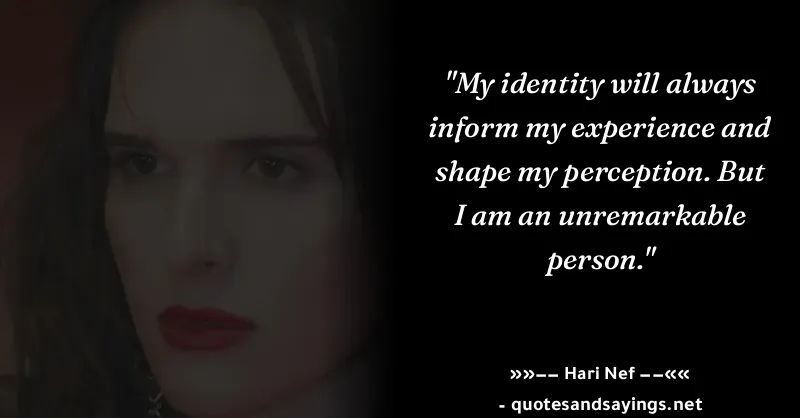 "My identity will always
inform my experience and
shape my perception. But
I am an unremarkable
person."
»»−− Hari Nef −−««
- quotesandsayings.net